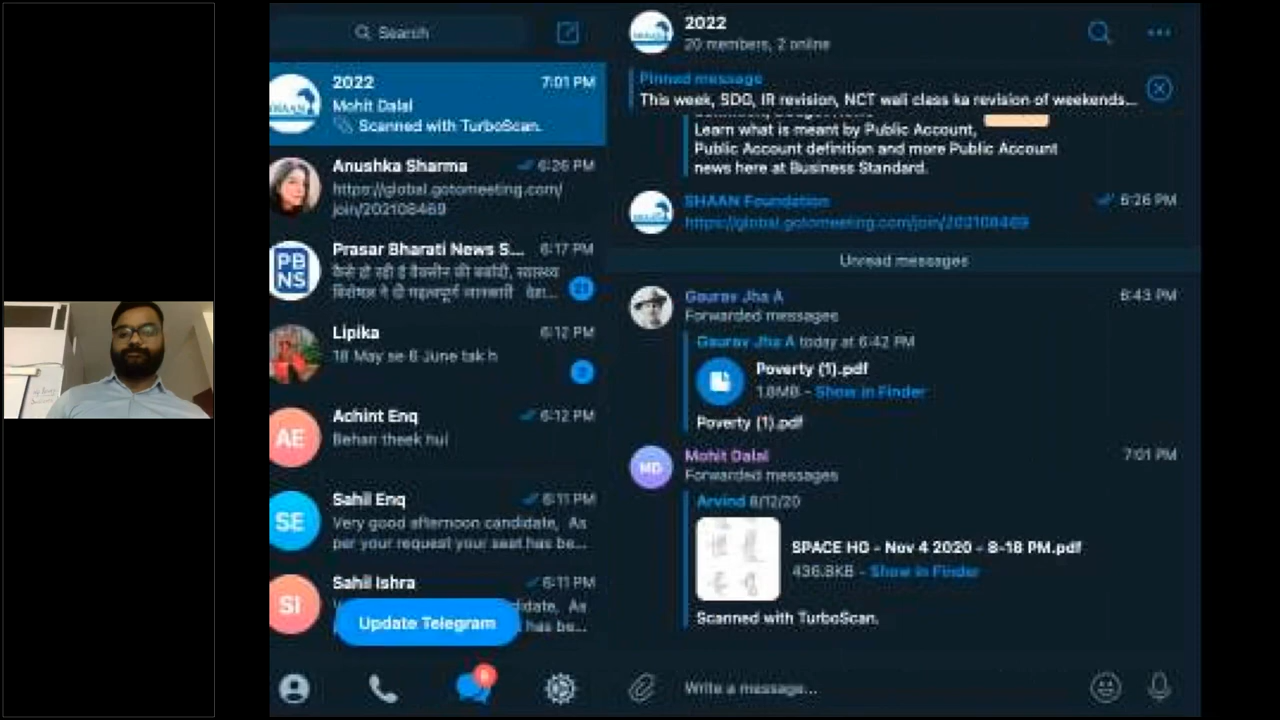 Search
2022
7:01 PM
Mohit Dalal
Scanned with TurboScan.
Anushka Sharma
6:26 PM
https://global.gotomeeting.com/
join/202108469
Prasar Bharati News S...
6:17 PM
PB
NS
कैसे हो रही है वैक्सीन की बर्बादी, स्वास्थ्य
विशेषज्ञ ने दी महत्वपूर्ण जानकारी
Lipika
6:12 PM
18 May se 6 June tak h
Achint Enq
6:12 PM
AE
Behan theek hui
Sahil Enq
6:11 PM
SE
Very good afternoon candidate, As
per your request your seat has be...
Sahil Ishra
6:11 PM
SI
didate, As
has be...
Update Telegram
8
2022
20 members, 2 online
Pinned message
This week, SDG, IR revision, NCT wali class ka revision of weekends...
Learn what is meant by Public Account,
Public Account definition and more Public Account
news here at Business Standard.
SHAAN Foundation
6:26 PM
https://global.gotomeeting.com/join/202108469
Unread messages
Gaurav Jha A
6:43 PM
Forwarded messages
Gaurav Jha A today at 6:42 PM
Poverty (1).pdf
1.8MB - Show in Finder
Poverty (1).pdf
Mohit Dalal
7:01 PM
MD
Forwarded messages
Arvind 8/12/20
SPACE HO - Nov 4 2020 - 8-18 PM.pdf
436.8KB - Show in Finder
Scanned with TurboScan.
Write a message...